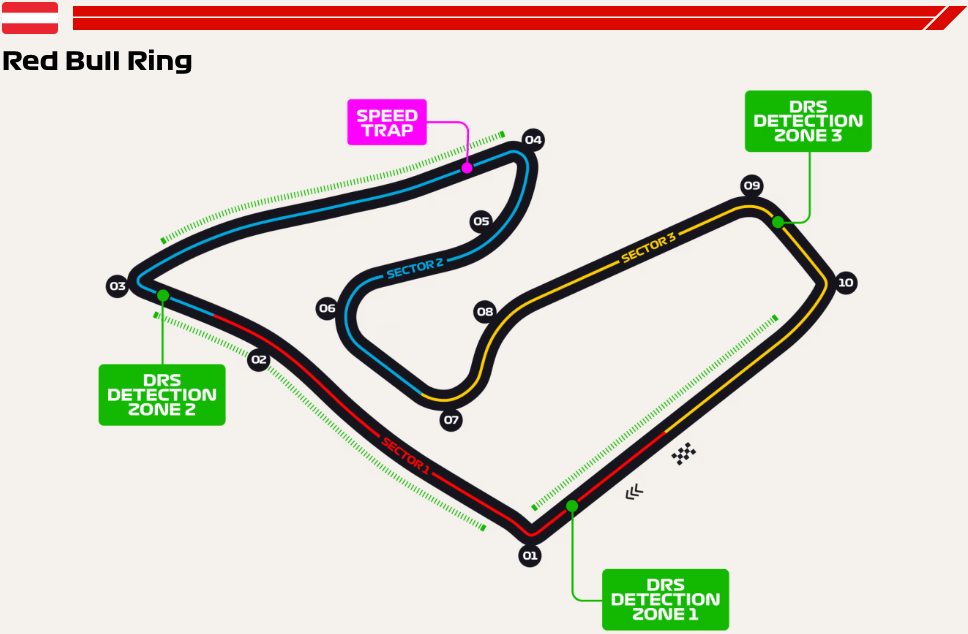 Red Bull Ring
SPEED
TRAP
DRS
DETECTION
ZONE 3
04
09
05
SECTOR 3
SECTOR 2
03
10
06
08
02
DRS
DETECTION
ZONE 2
07
SECTOR 1
01
DRS
DETECTION
ZONE 1